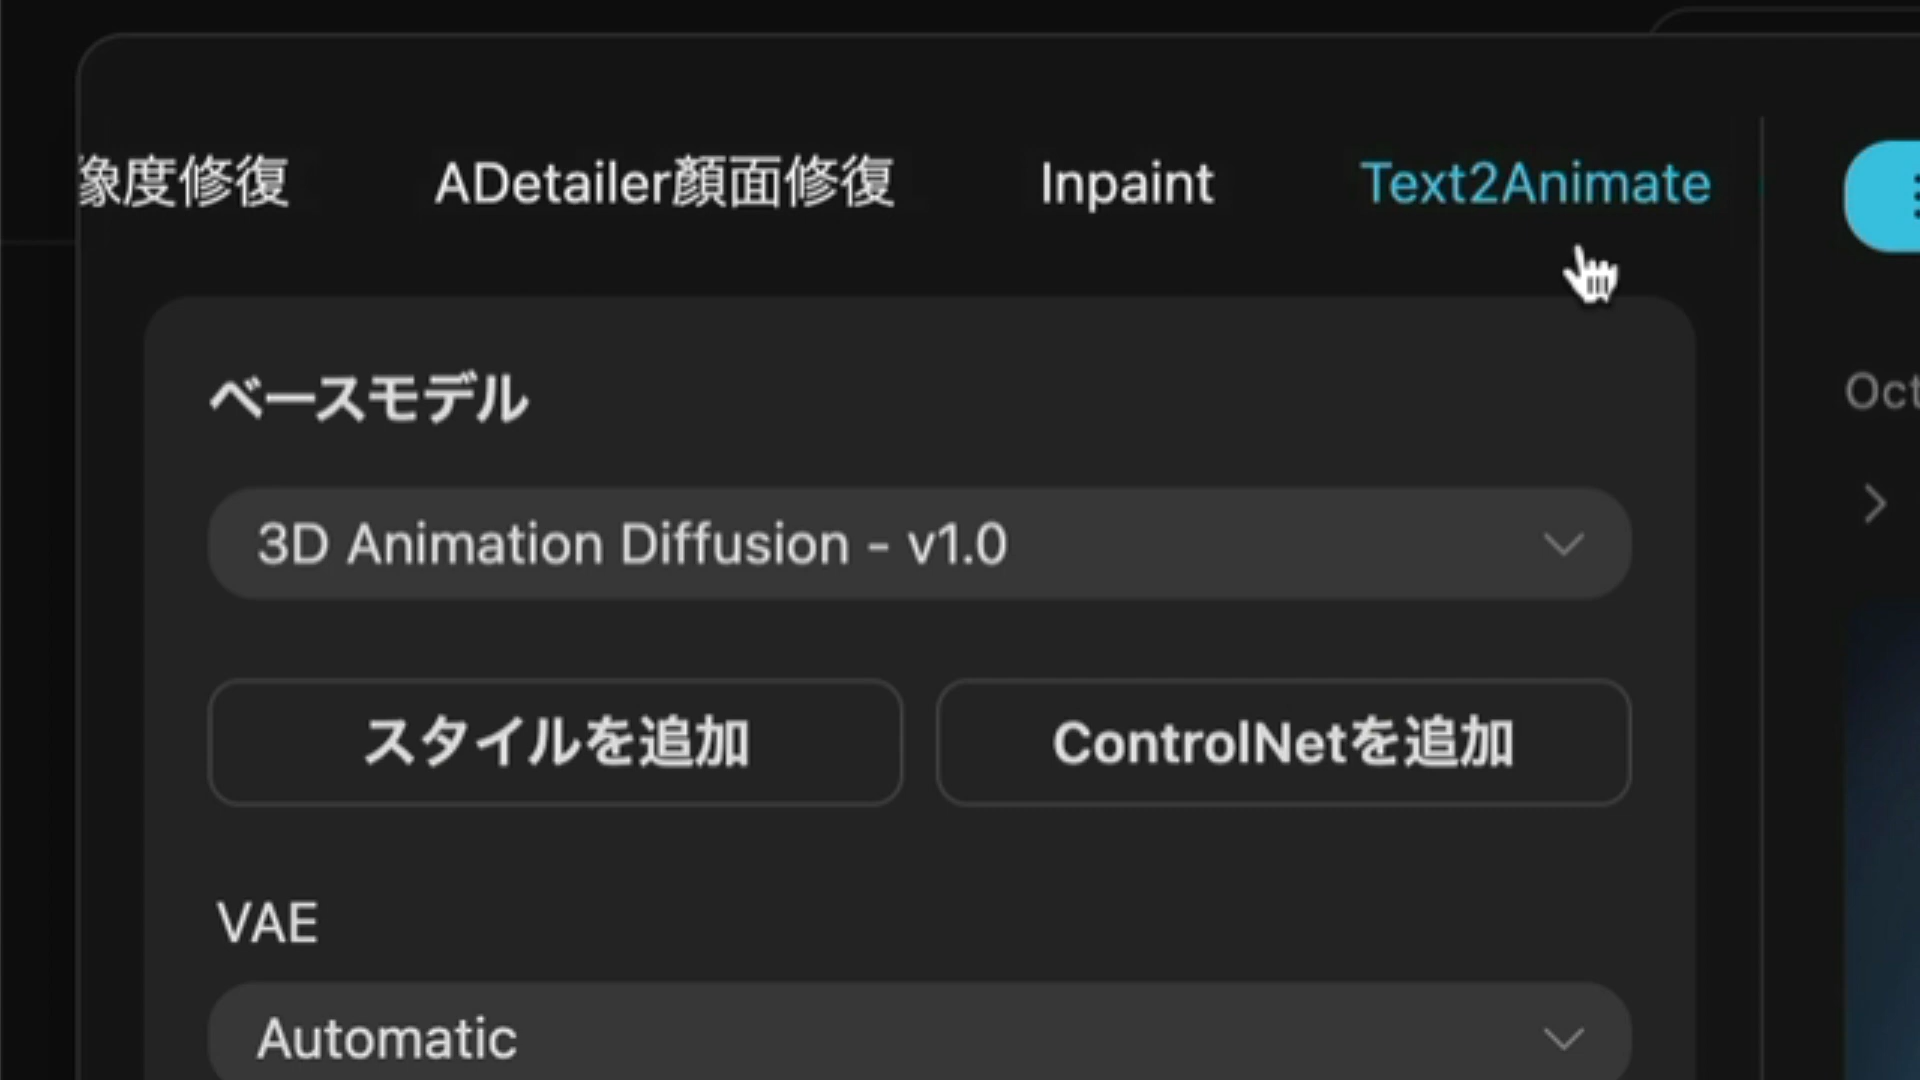 像度修復 ADetailer顏面修復 Inpaint Text2Animate
ベースモデル
Oct
3D Animation Diffusion - v1.0
スタイルを追加 ControlNetを追加
VAE
Automatic